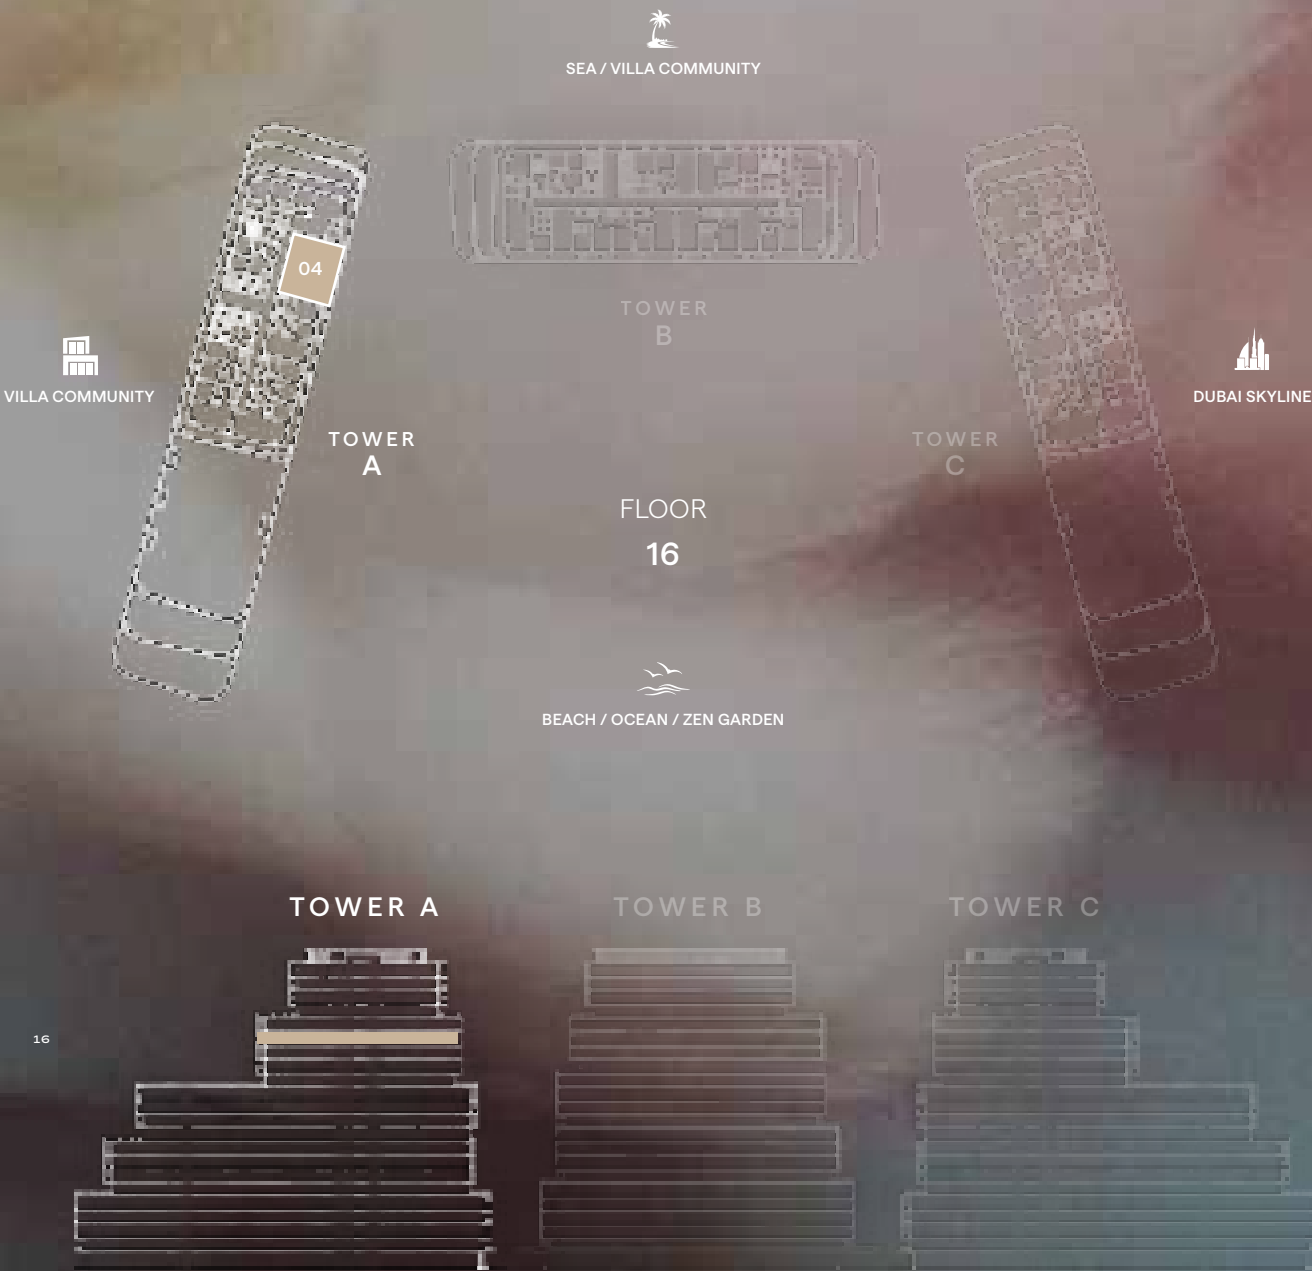 SEA / VILLA COMMUNITY
04
TOWER
B
VILLA COMMUNITY
DUBAI SKYLINE
TOWER
A
TOWER
C
FLOOR
16
BEACH / OCEAN / ZEN GARDEN
TOWER A
TOWER B
TOWER C
16